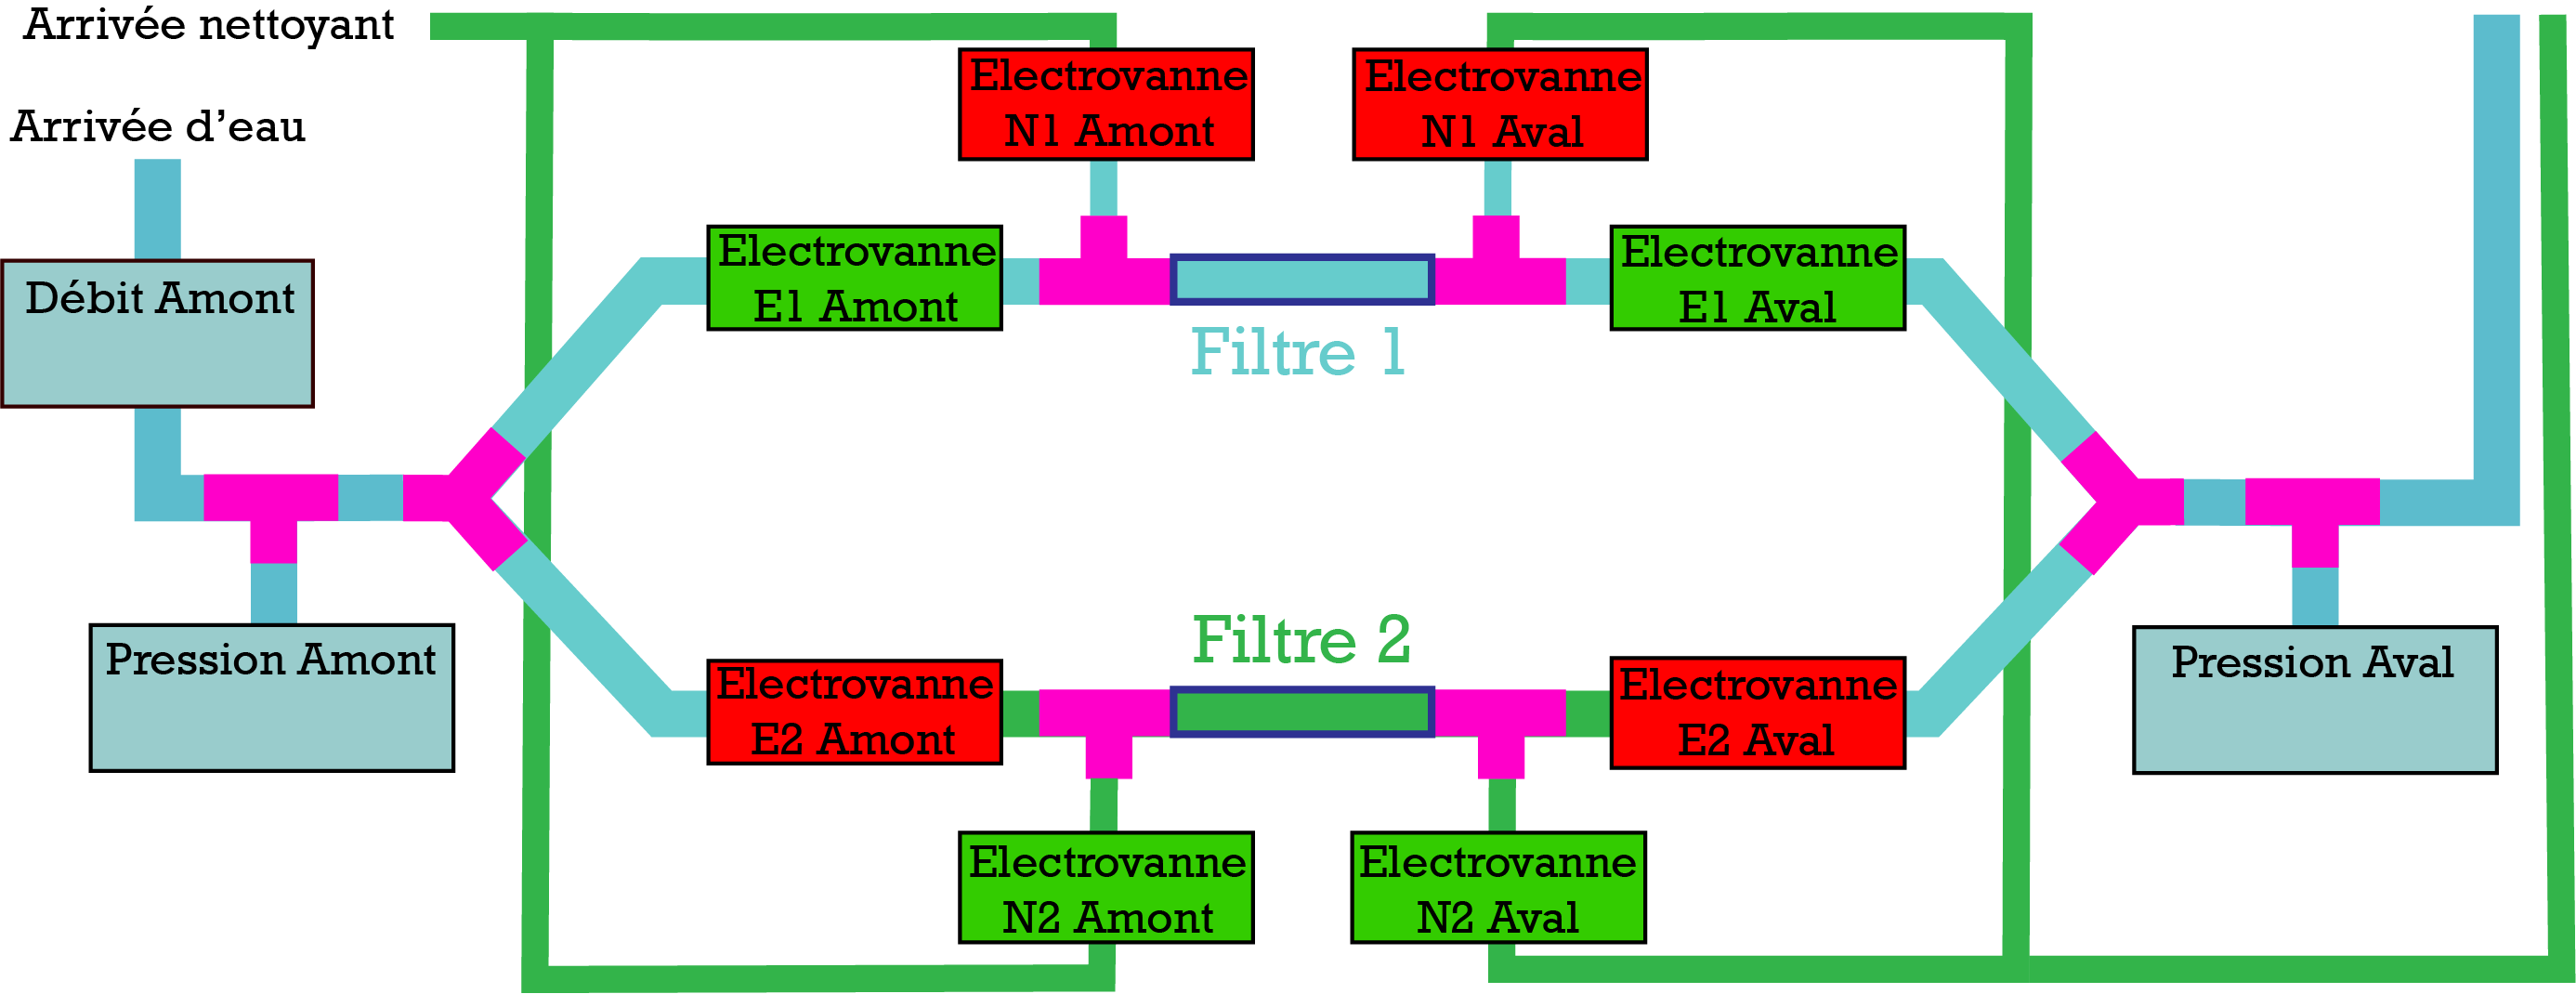 Arrivée nettoyant
Arrivée d’eau
Electrovanne
N1 Amont
Electrovanne
N1 Aval
Débit Amont
Electrovanne
E1 Amont
Electrovanne
E1 Aval
Filtre 1
Pression Amont
Filtre 2
Electrovanne
E2 Amont
Electrovanne
E2 Aval
Pression Aval
Electrovanne
N2 Amont
Electrovanne
N2 Aval